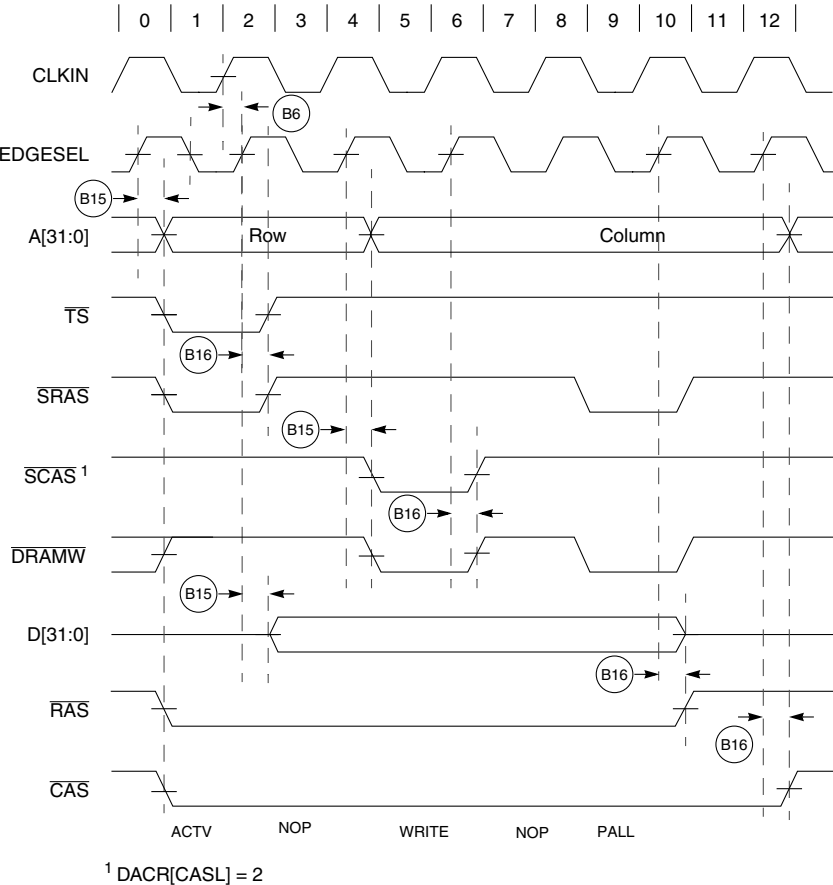 0 1 2 3 4 5 6 7 8 9 10 11 12
CLKIN
B6
EDGESEL
B15
A[31:0] Row Column
TS
B16
SRAS
B15
SCAS 1
B16
DRAMW
B15
D[31:0]
B16
RAS
B16
CAS
ACTV NOP WRITE NOP PALL
1 DACR[CASL] = 2